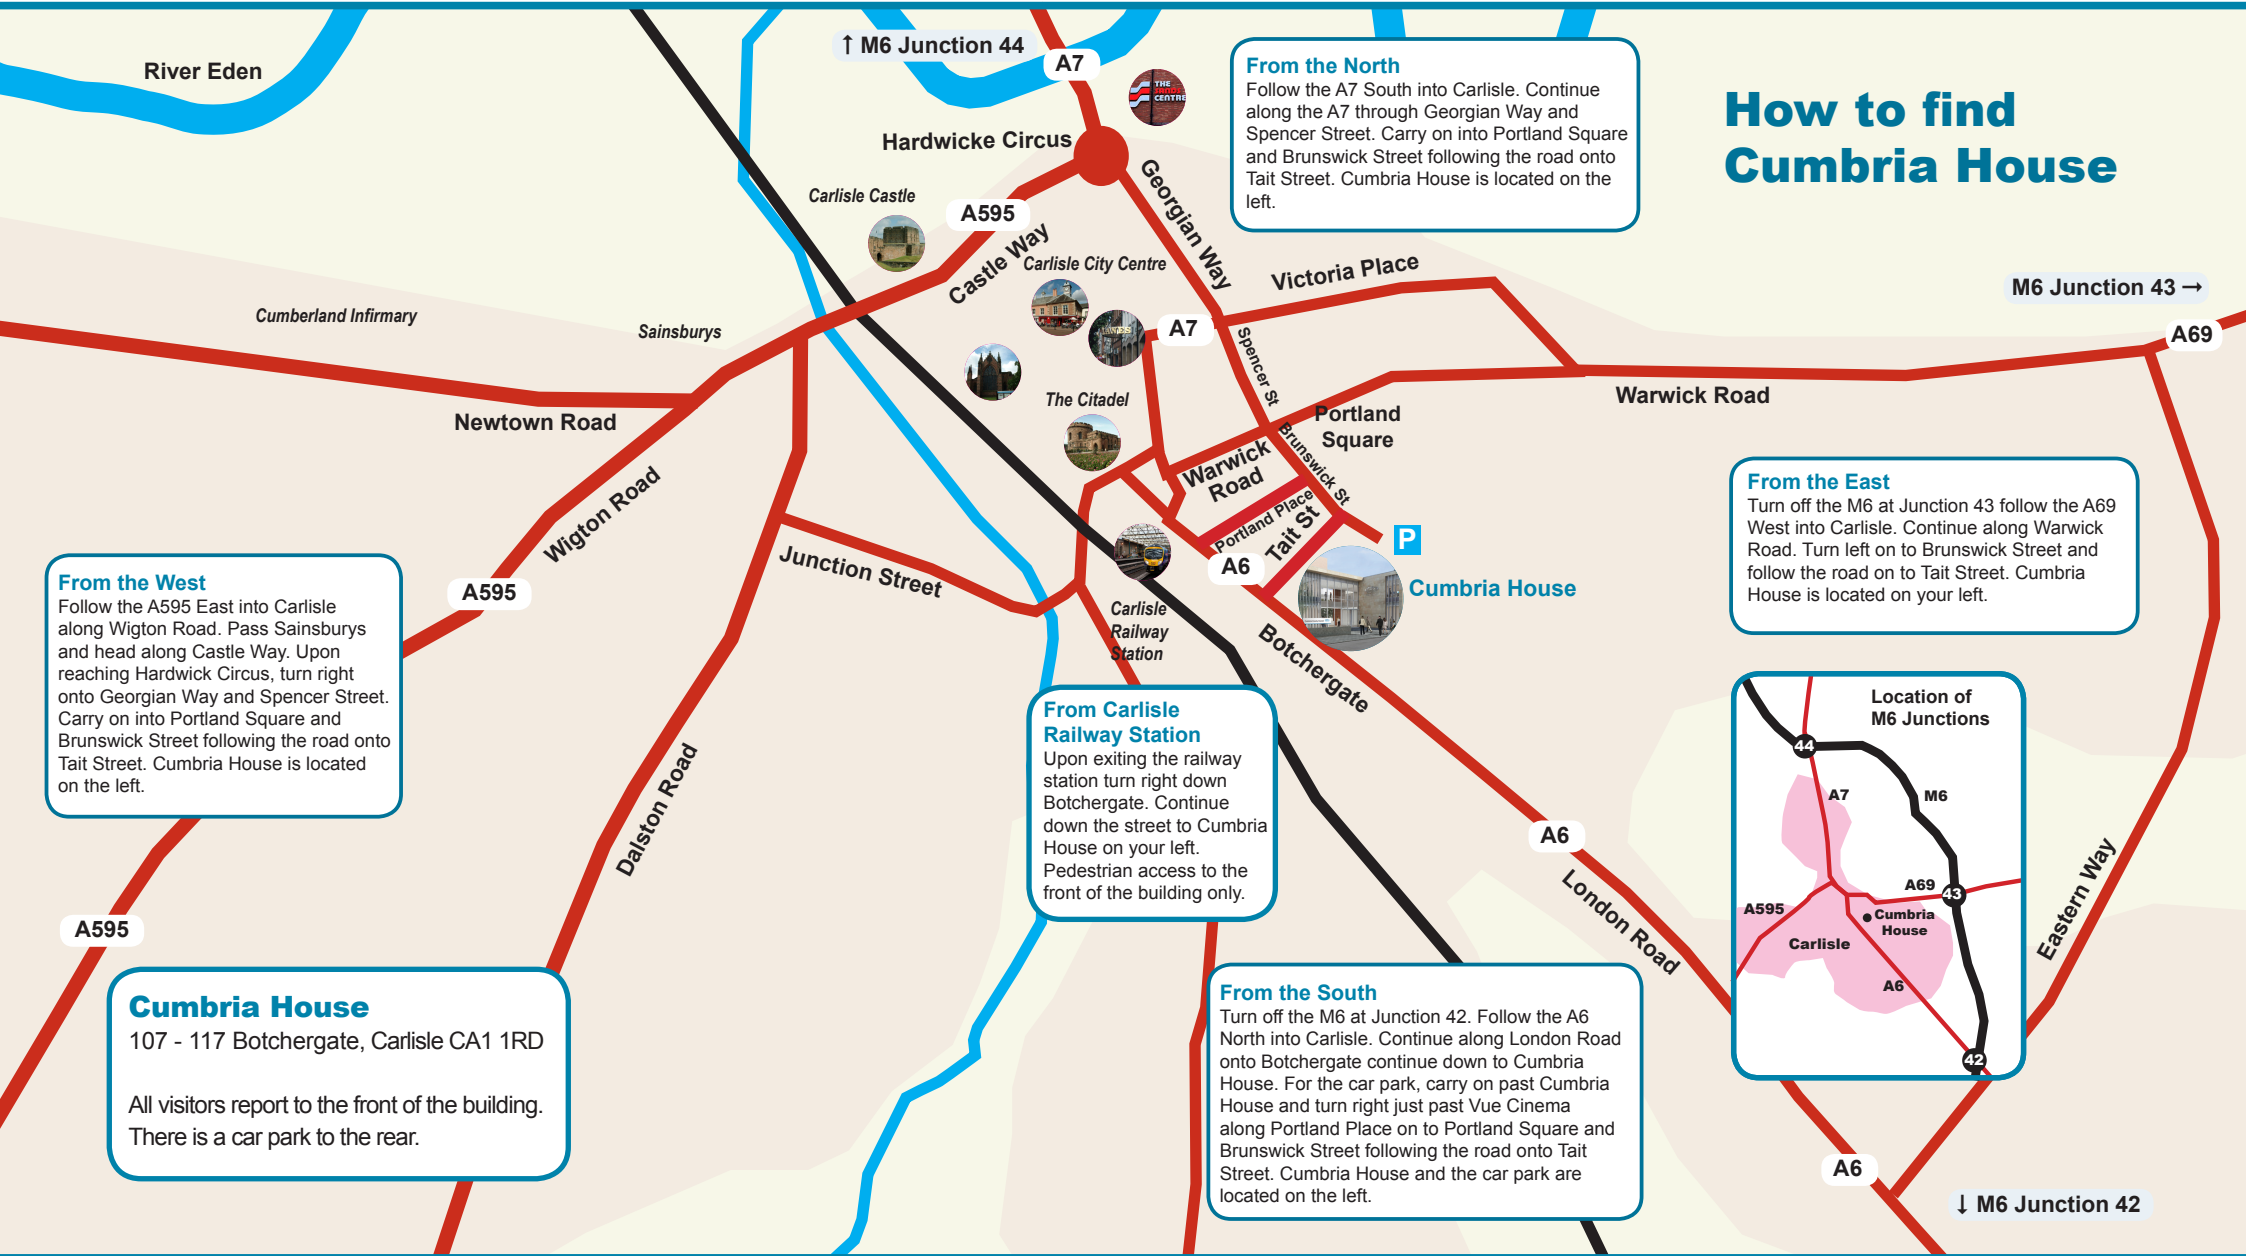 How to find
Cumbria House
River Eden
↑ M6 Junction 44
A7
THE
CENTRE
Hardwicke Circus
Carlisle Castle
A595
Castle Way
Georgian Way
Carlisle City Centre
Victoria Place
A7
Spencer St
Cumberland Infirmary
Sainsburys
Newtown Road
Wigton Road
The Citadel
Portland
Square
Warwick
Road
Brunswick St
Portland Place
Tait St
Warwick Road
M6 Junction 43 →
A69
P
Cumbria House
A6
Botchergate
Junction Street
Carlisle
Railway
Station
A595
A595
Dalston Road
A6
London Road
Eastern Way
A6
↓ M6 Junction 42
From the North
Follow the A7 South into Carlisle. Continue
along the A7 through Georgian Way and
Spencer Street. Carry on into Portland Square
and Brunswick Street following the road onto
Tait Street. Cumbria House is located on the
left.
From the East
Turn off the M6 at Junction 43 follow the A69
West into Carlisle. Continue along Warwick
Road. Turn left on to Brunswick Street and
follow the road on to Tait Street. Cumbria
House is located on your left.
From the West
Follow the A595 East into Carlisle
along Wigton Road. Pass Sainsburys
and head along Castle Way. Upon
reaching Hardwick Circus, turn right
onto Georgian Way and Spencer Street.
Carry on into Portland Square and
Brunswick Street following the road onto
Tait Street. Cumbria House is located
on the left.
From Carlisle
Railway Station
Upon exiting the railway
station turn right down
Botchergate. Continue
down the street to Cumbria
House on your left.
Pedestrian access to the
front of the building only.
From the South
Turn off the M6 at Junction 42. Follow the A6
North into Carlisle. Continue along London Road
onto Botchergate continue down to Cumbria
House. For the car park, carry on past Cumbria
House and turn right just past Vue Cinema
along Portland Place on to Portland Square and
Brunswick Street following the road onto Tait
Street. Cumbria House and the car park are
located on the left.
Cumbria House
107 - 117 Botchergate, Carlisle CA1 1RD
All visitors report to the front of the building.
There is a car park to the rear.
Location of
M6 Junctions
44
A7
M6
A69
43
A595
Cumbria
House
Carlisle
A6
42